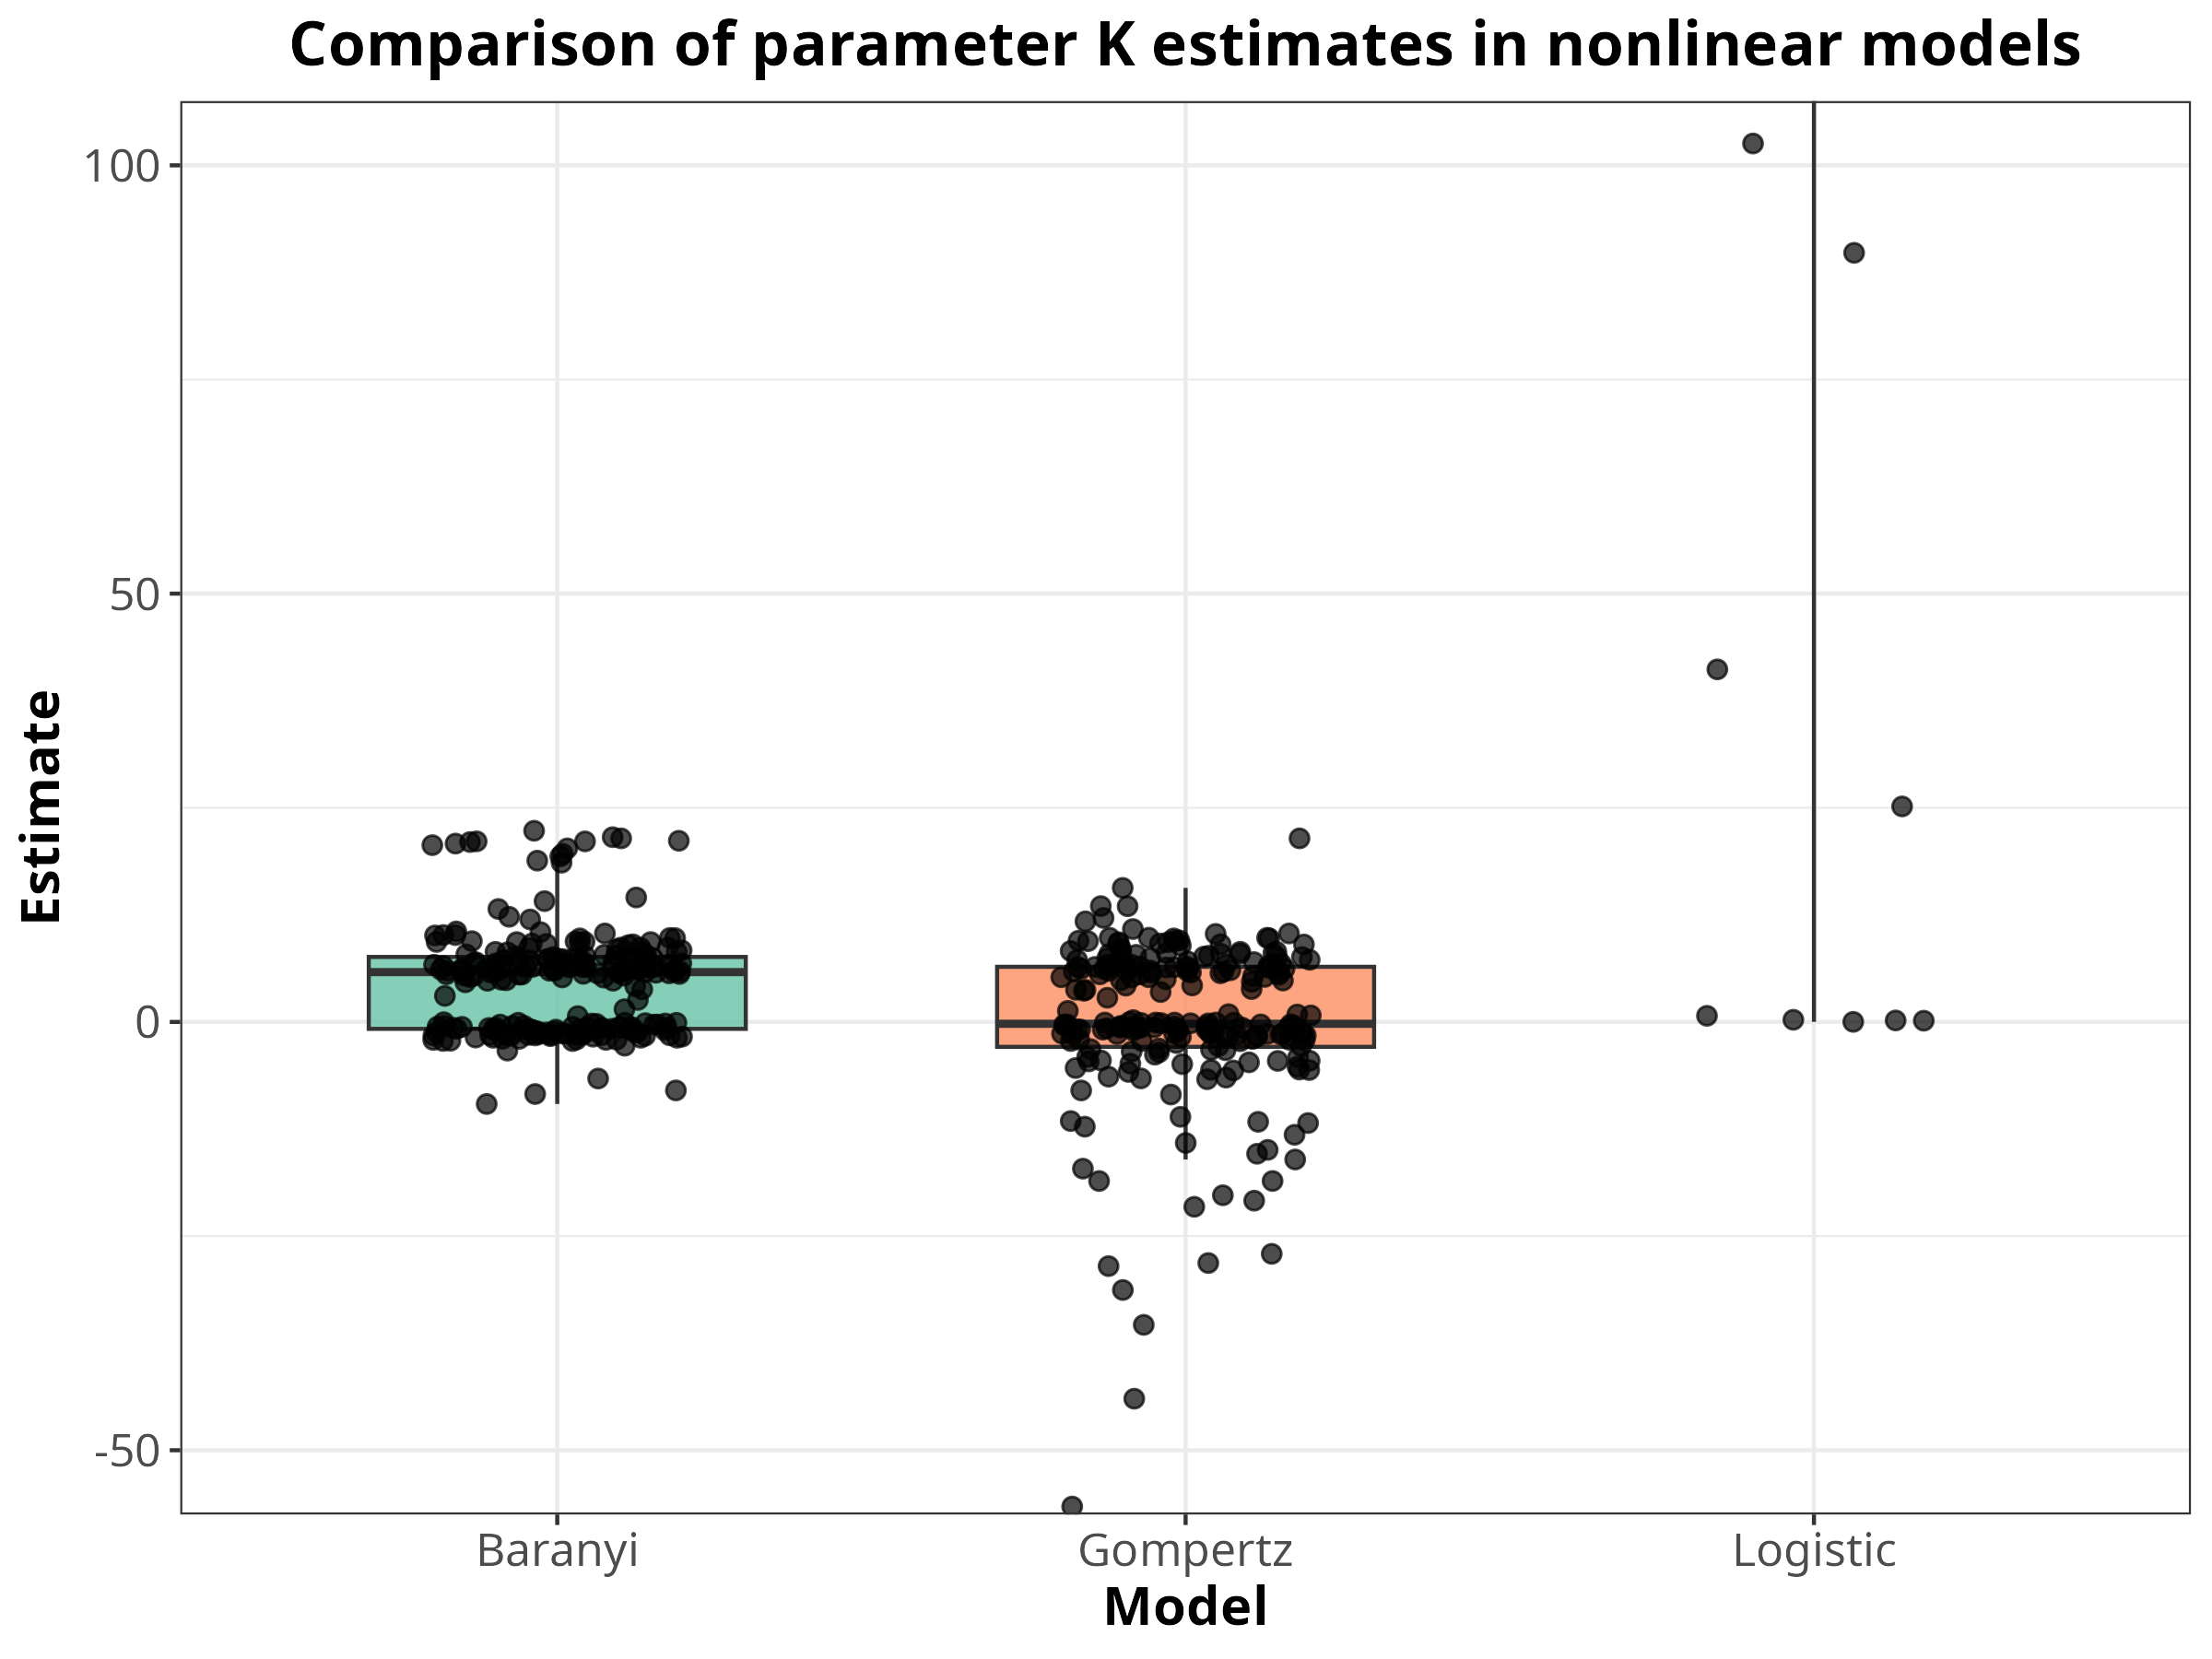 Comparison of parameter K estimates in nonlinear models
Estimate
100
50
0
-50
Baranyi
Gompertz
Logistic
Model